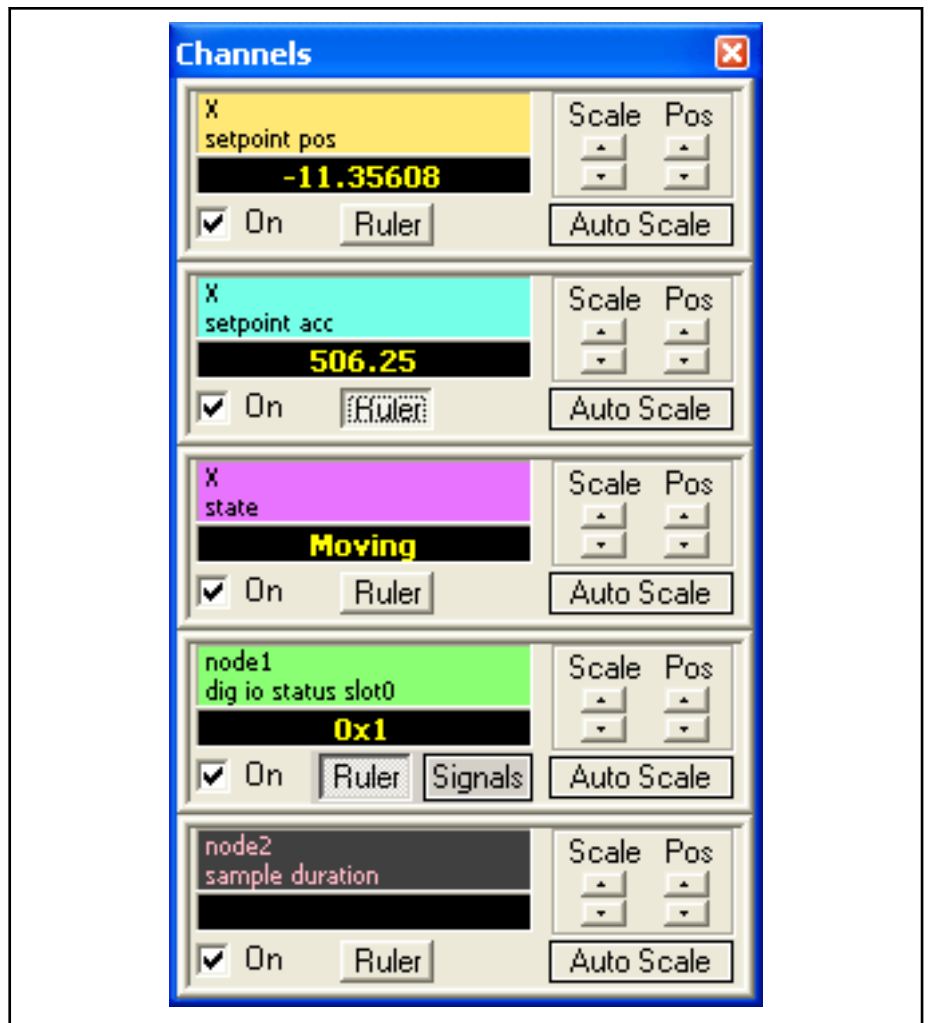 Channels
X
setpoint pos
-11.35608
Scale Pos
On Ruler Auto Scale
X
setpoint acc
506.25
Scale Pos
On Ruler Auto Scale
X
state
Moving
Scale Pos
On Ruler Auto Scale
node1
dig io status slot0
0x1
Scale Pos
On Ruler Signals Auto Scale
node2
sample duration
Scale Pos
On Ruler Auto Scale